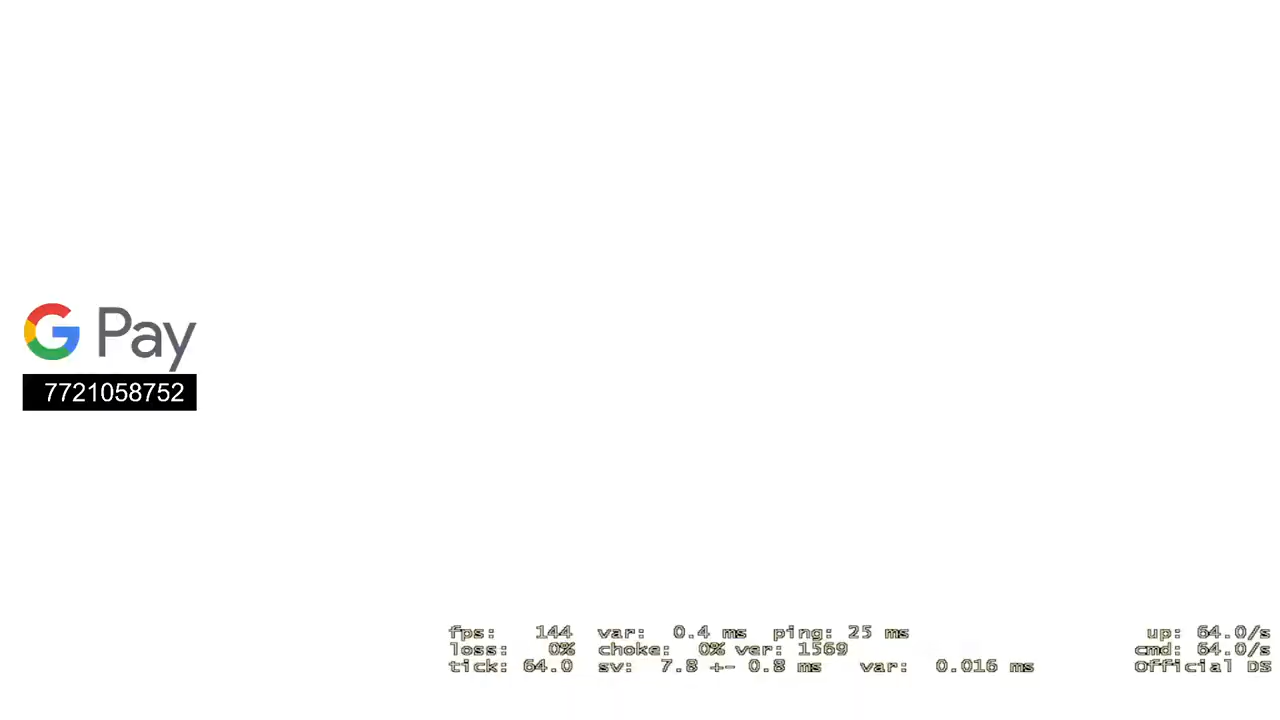 G Pay
7721058752
fps: 144 var: 0.4 ms ping: 25 ms up: 64.0/s
loss: 0% choke: 0% ver: 1569 cmd: 64.0/s
tick: 64.0 sv: 7.8 +- 0.8 ms var: 0.016 ms Official DS